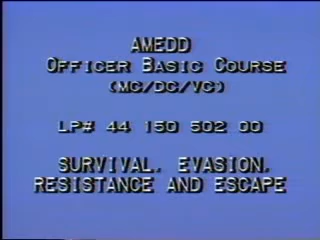 AMEDD
OFFICER BASIC COURSE
(MC/DC/VC)
LP# 44 150 502 00
SURVIVAL, EVASION,
RESISTANCE AND ESCAPE